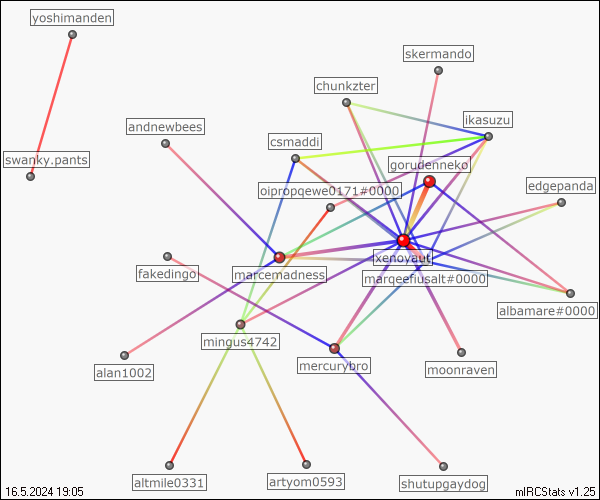 yoshimanden
skermando
chunkzter
ikasuzu
andnewbees
csmaddi
swanky.pants
gorudenneko
oipropqewe0171#0000
edgepanda
xenoyaut
fakedingo
marcemadness
marqeefiusalt#0000
albamare#0000
mingus4742
mercurybro
moonraven
alan1002
altmile0331
artyom0593
shutupgaydog
16.5.2024 19:05
mIRCStats v1.25